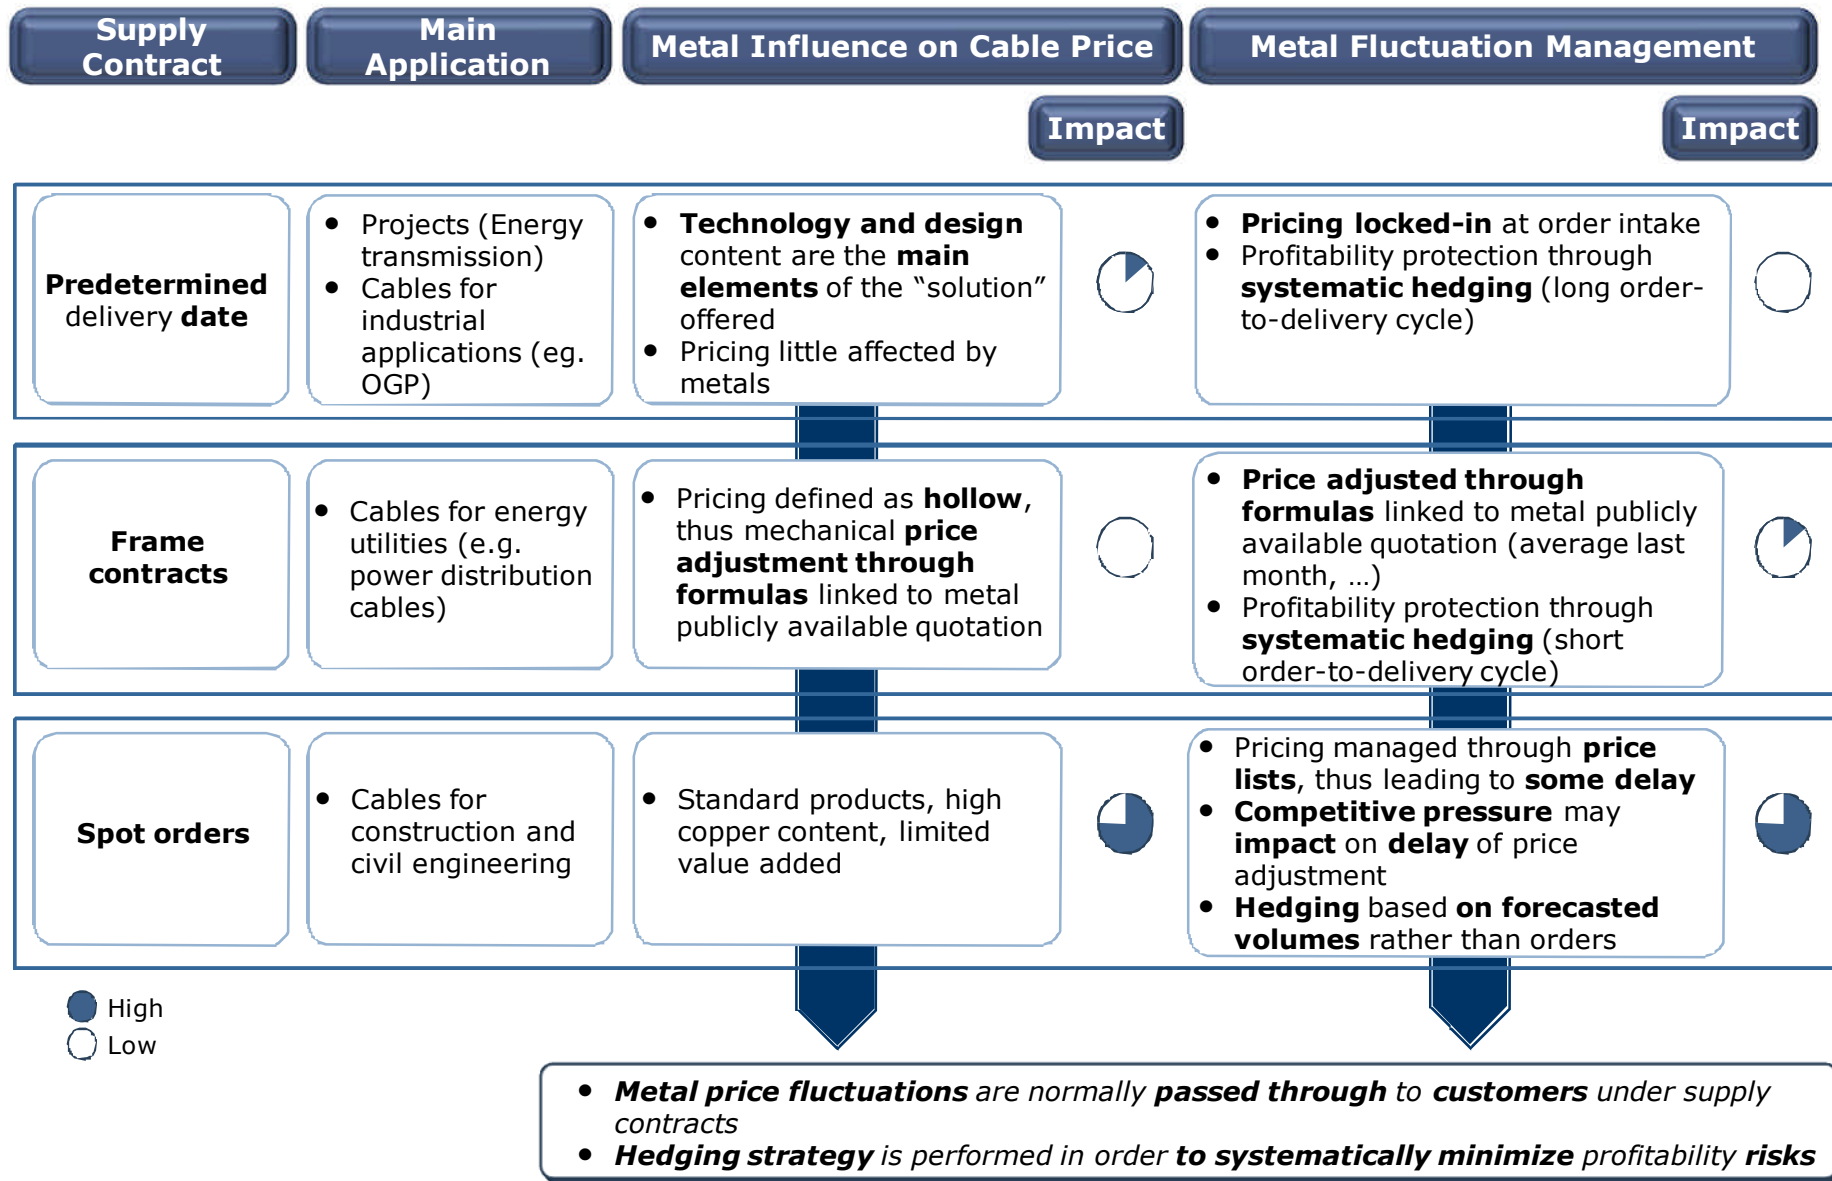 Supply
Contract
Main
Application
Metal Influence on Cable Price
Metal Fluctuation Management
Impact
Impact
Predetermined
delivery date
• Projects (Energy
transmission)
• Cables for
industrial
applications (eg.
OGP)
• Technology and design
content are the main
elements of the “solution”
offered
• Pricing little affected by
metals
• Pricing locked-in at order intake
• Profitability protection through
systematic hedging (long order-
to-delivery cycle)
Frame
contracts
• Cables for energy
utilities (e.g.
power distribution
cables)
• Pricing defined as hollow,
thus mechanical price
adjustment through
formulas linked to metal
publicly available quotation
• Price adjusted through
formulas linked to metal publicly
available quotation (average last
month, …)
• Profitability protection through
systematic hedging (short
order-to-delivery cycle)
Spot orders
• Cables for
construction and
civil engineering
• Standard products, high
copper content, limited
value added
• Pricing managed through price
lists, thus leading to some delay
• Competitive pressure may
impact on delay of price
adjustment
• Hedging based on forecasted
volumes rather than orders
High
Low
• Metal price fluctuations are normally passed through to customers under supply
contracts
• Hedging strategy is performed in order to systematically minimize profitability risks